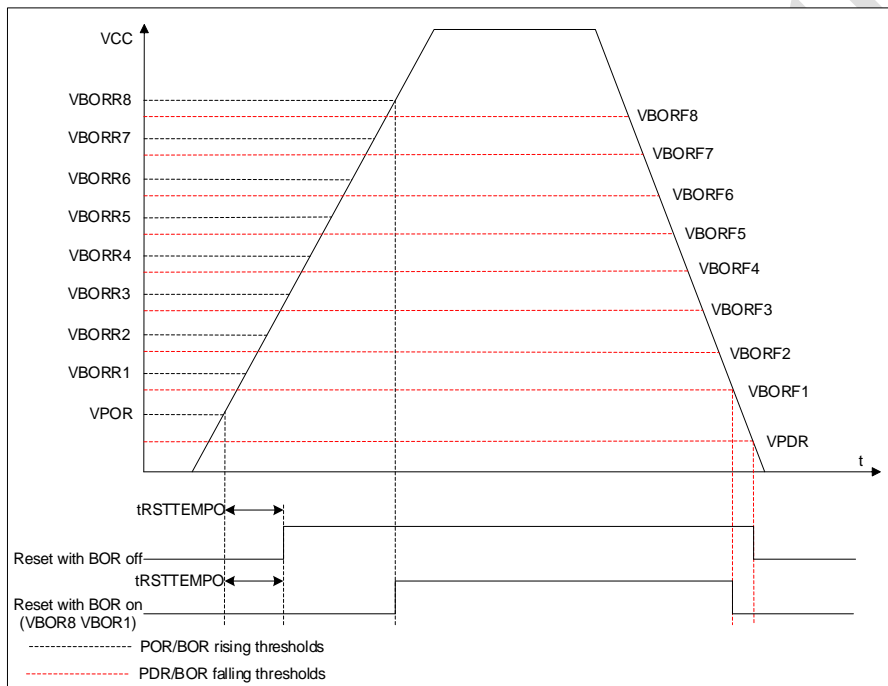 VCC
VBORR8
VBORF8
VBORR7
VBORF7
VBORR6
VBORF6
VBORR5
VBORF5
VBORR4
VBORF4
VBORR3
VBORF3
VBORR2
VBORF2
VBORR1
VBORF1
VPOR
VPDR
t
tRSTTEMPO
Reset with BOR off
tRSTTEMPO
Reset with BOR on
(VBOR8 VBOR1)
POR/BOR rising thresholds
PDR/BOR falling thresholds